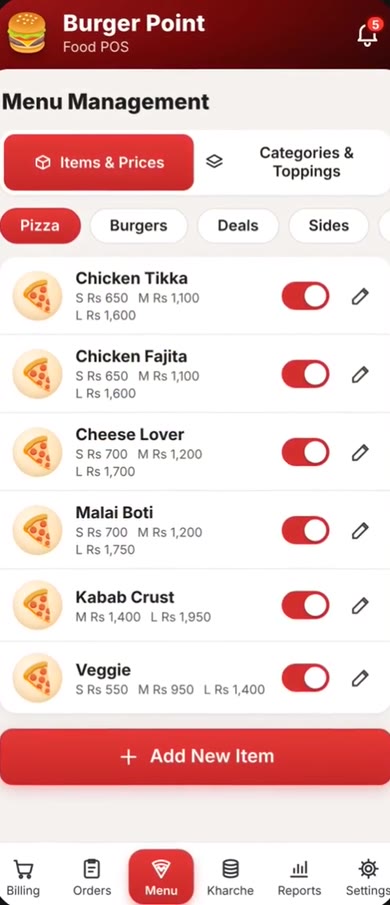 Burger Point
Food POS
5
Menu Management
Items & Prices
Categories &
Toppings
Pizza
Burgers
Deals
Sides
Chicken Tikka
S Rs 650 M Rs 1,100
L Rs 1,600
Chicken Fajita
S Rs 650 M Rs 1,100
L Rs 1,600
Cheese Lover
S Rs 700 M Rs 1,200
L Rs 1,700
Malai Boti
S Rs 700 M Rs 1,200
L Rs 1,750
Kabab Crust
M Rs 1,400 L Rs 1,950
Veggie
S Rs 550 M Rs 950 L Rs 1,400
+ Add New Item
Billing
Orders
Menu
Kharche
Reports
Settings